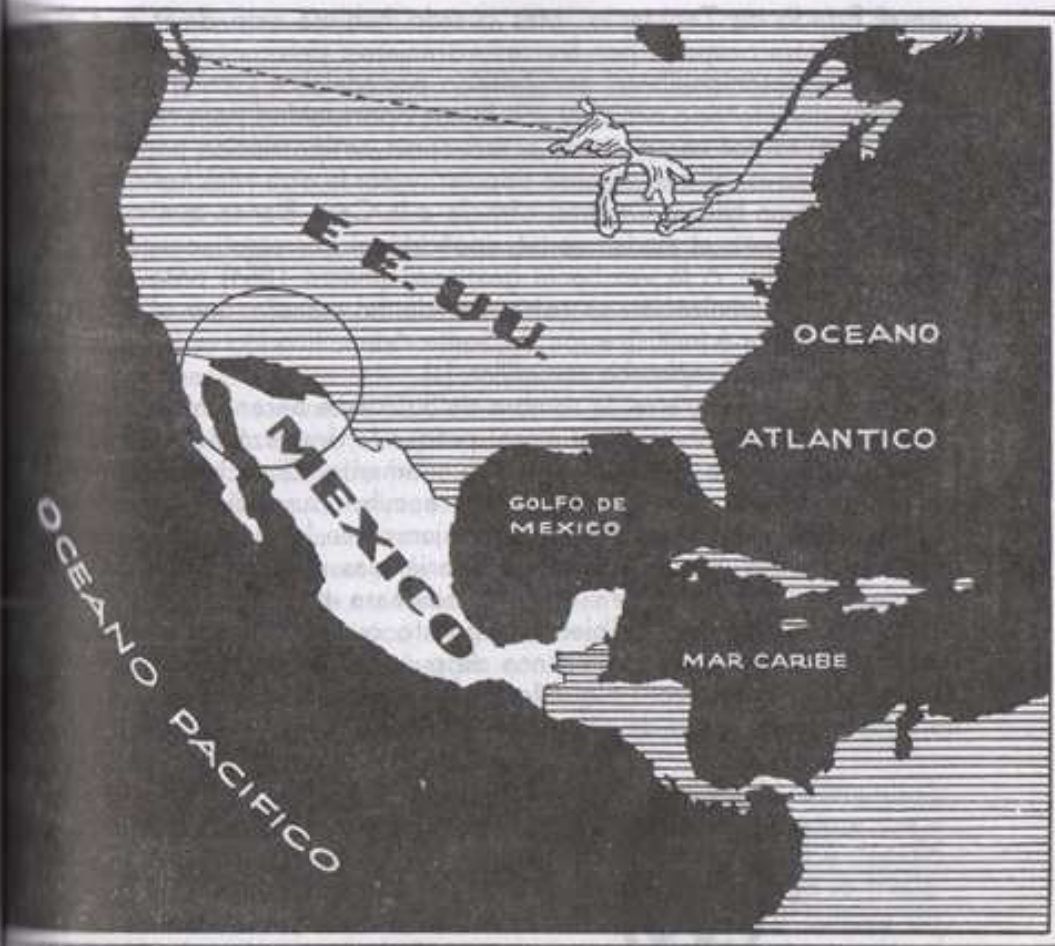 E E. U U.
OCEANO
ATLANTICO
MEXICO
GOLFO DE
MEXICO
OCEANO PACIFICO
MAR CARIBE